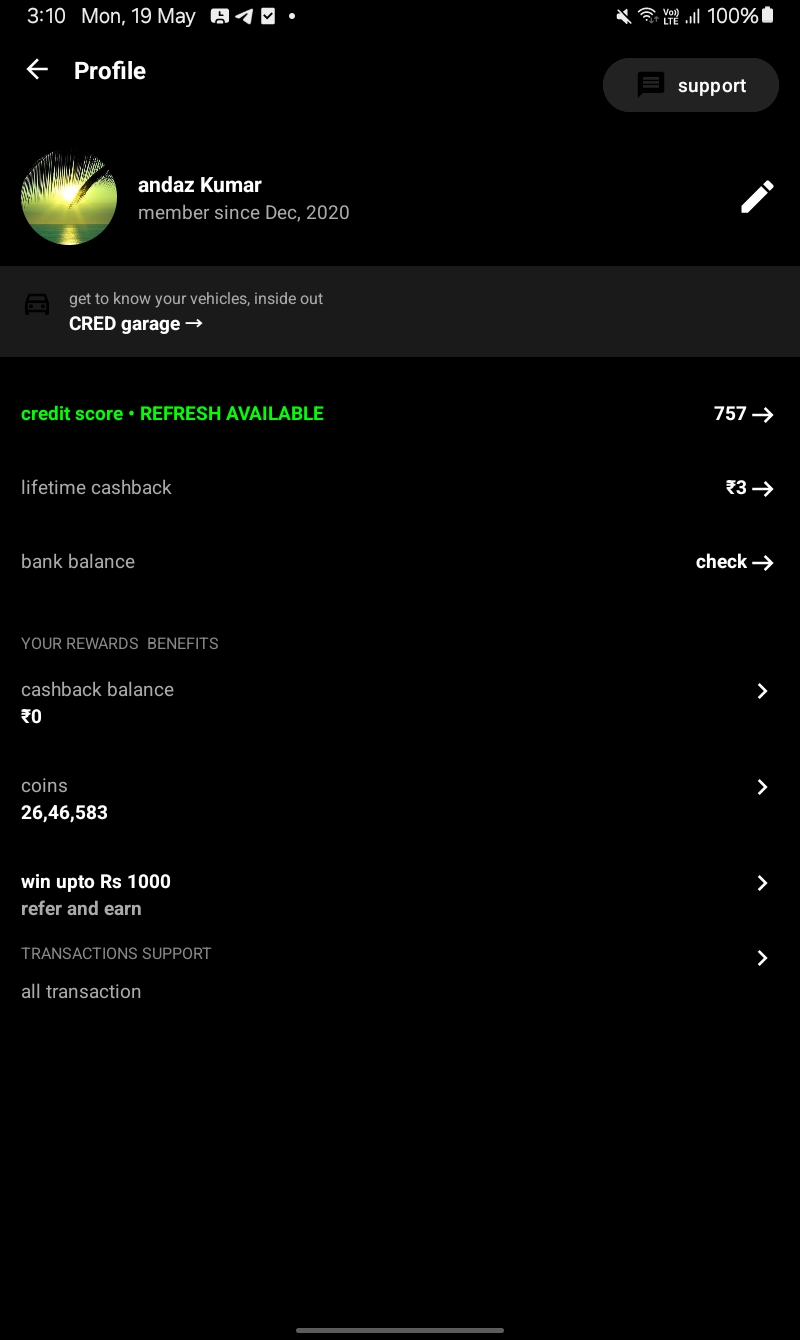 3:10 Mon, 19 May 100%
Vo)) LTE
Profile
support
andaz Kumar
member since Dec, 2020
get to know your vehicles, inside out
CRED garage →
credit score • REFRESH AVAILABLE 757 →
lifetime cashback ₹3 →
bank balance check →
YOUR REWARDS BENEFITS
cashback balance
₹0
coins
26,46,583
win upto Rs 1000
refer and earn
TRANSACTIONS SUPPORT
all transaction